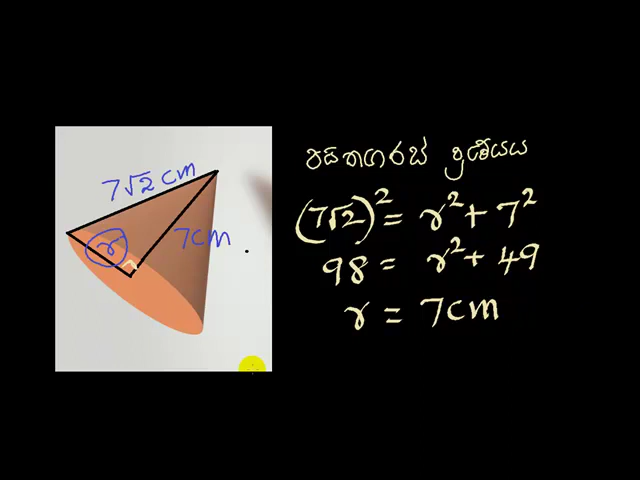 7√2 cm
r
7cm
පයිතගරස් ප්‍රමේයය
(7√2)² = r² + 7²
98 = r² + 49
r = 7cm